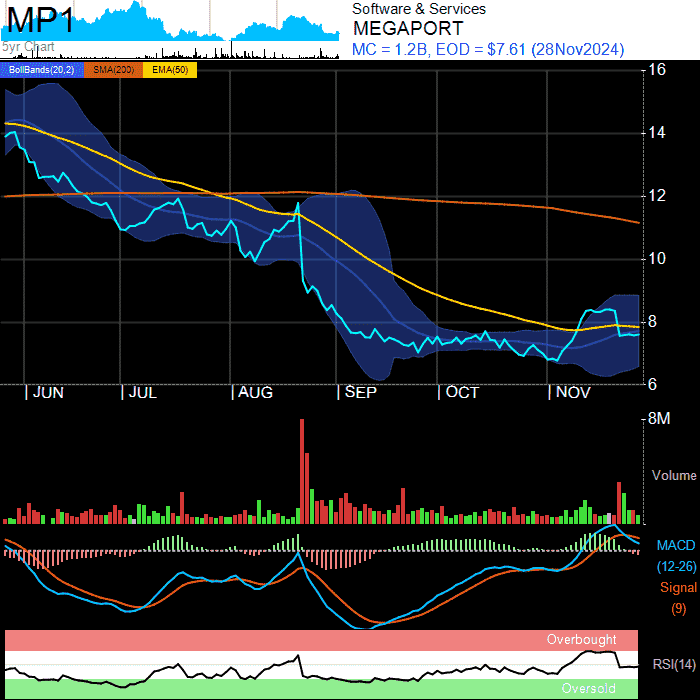 MP1
5yr Chart
Software & Services
MEGAPORT
MC = 1.2B, EOD = $7.61 (28Nov2024)
BollBands(20,2) SMA(200) EMA(50)
16
14
12
10
8
6
JUN JUL AUG SEP OCT NOV
8M
Volume
MACD
(12-26)
Signal
(9)
Overbought
RSI(14)
Oversold